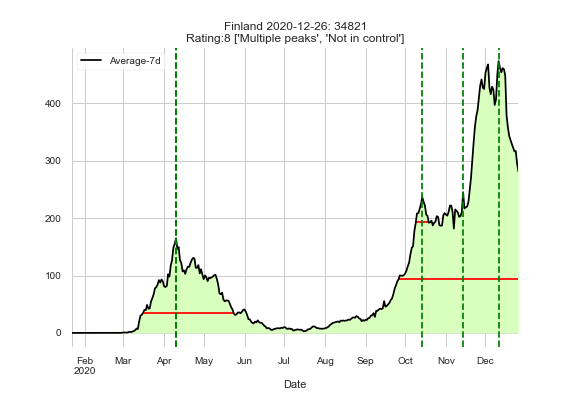 Finland 2020-12-26: 34821
Rating:8 ['Multiple peaks', 'Not in control']
Average-7d
400
300
200
100
0
Feb Mar Apr May Jun Jul Aug Sep Oct Nov Dec
2020
Date